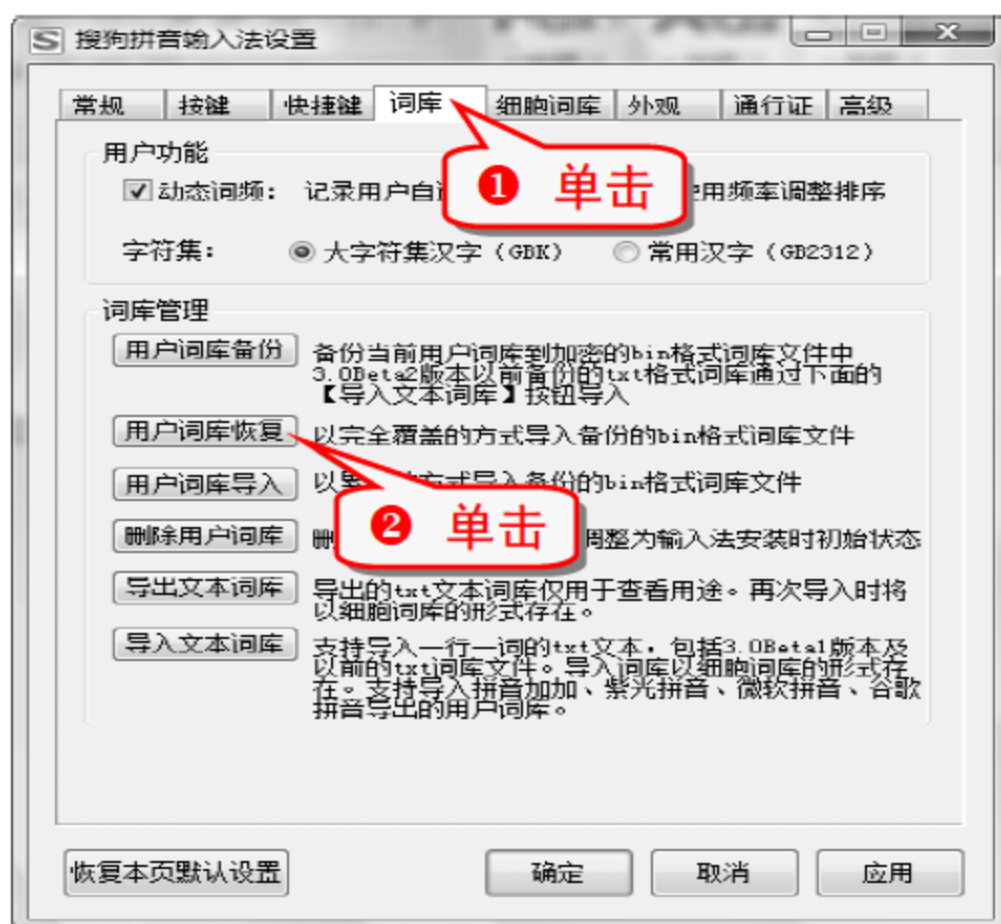 搜狗拼音输入法设置
常规 按键 快捷键 词库 细胞词库 外观 通行证 高级
用户功能
动态词频： 记录用户自 用频率调整排序
❶ 单击
字符集： 大字符集汉字（GBK） 常用汉字（GB2312）
词库管理
用户词库备份 备份当前用户词库到加密的bin格式词库文件中
3.0Beta2版本以前备份的txt格式词库通过下面的
【导入文本词库】按钮导入
用户词库恢复 以完全覆盖的方式导入备份的bin格式词库文件
用户词库导入 以 方式导入备份的bin格式词库文件
❷ 单击
删除用户词库 删 调整为输入法安装时初始状态
导出文本词库 导出的txt文本词库仅用于查看用途。再次导入时将
以细胞词库的形式存在。
导入文本词库 支持导入一行一词的txt文本，包括3.0Beta1版本及
以前的txt词库文件。导入词库以细胞词库的形式存
在。支持导入拼音加加、紫光拼音、微软拼音、谷歌
拼音导出的用户词库。
恢复本页默认设置 确定 取消 应用